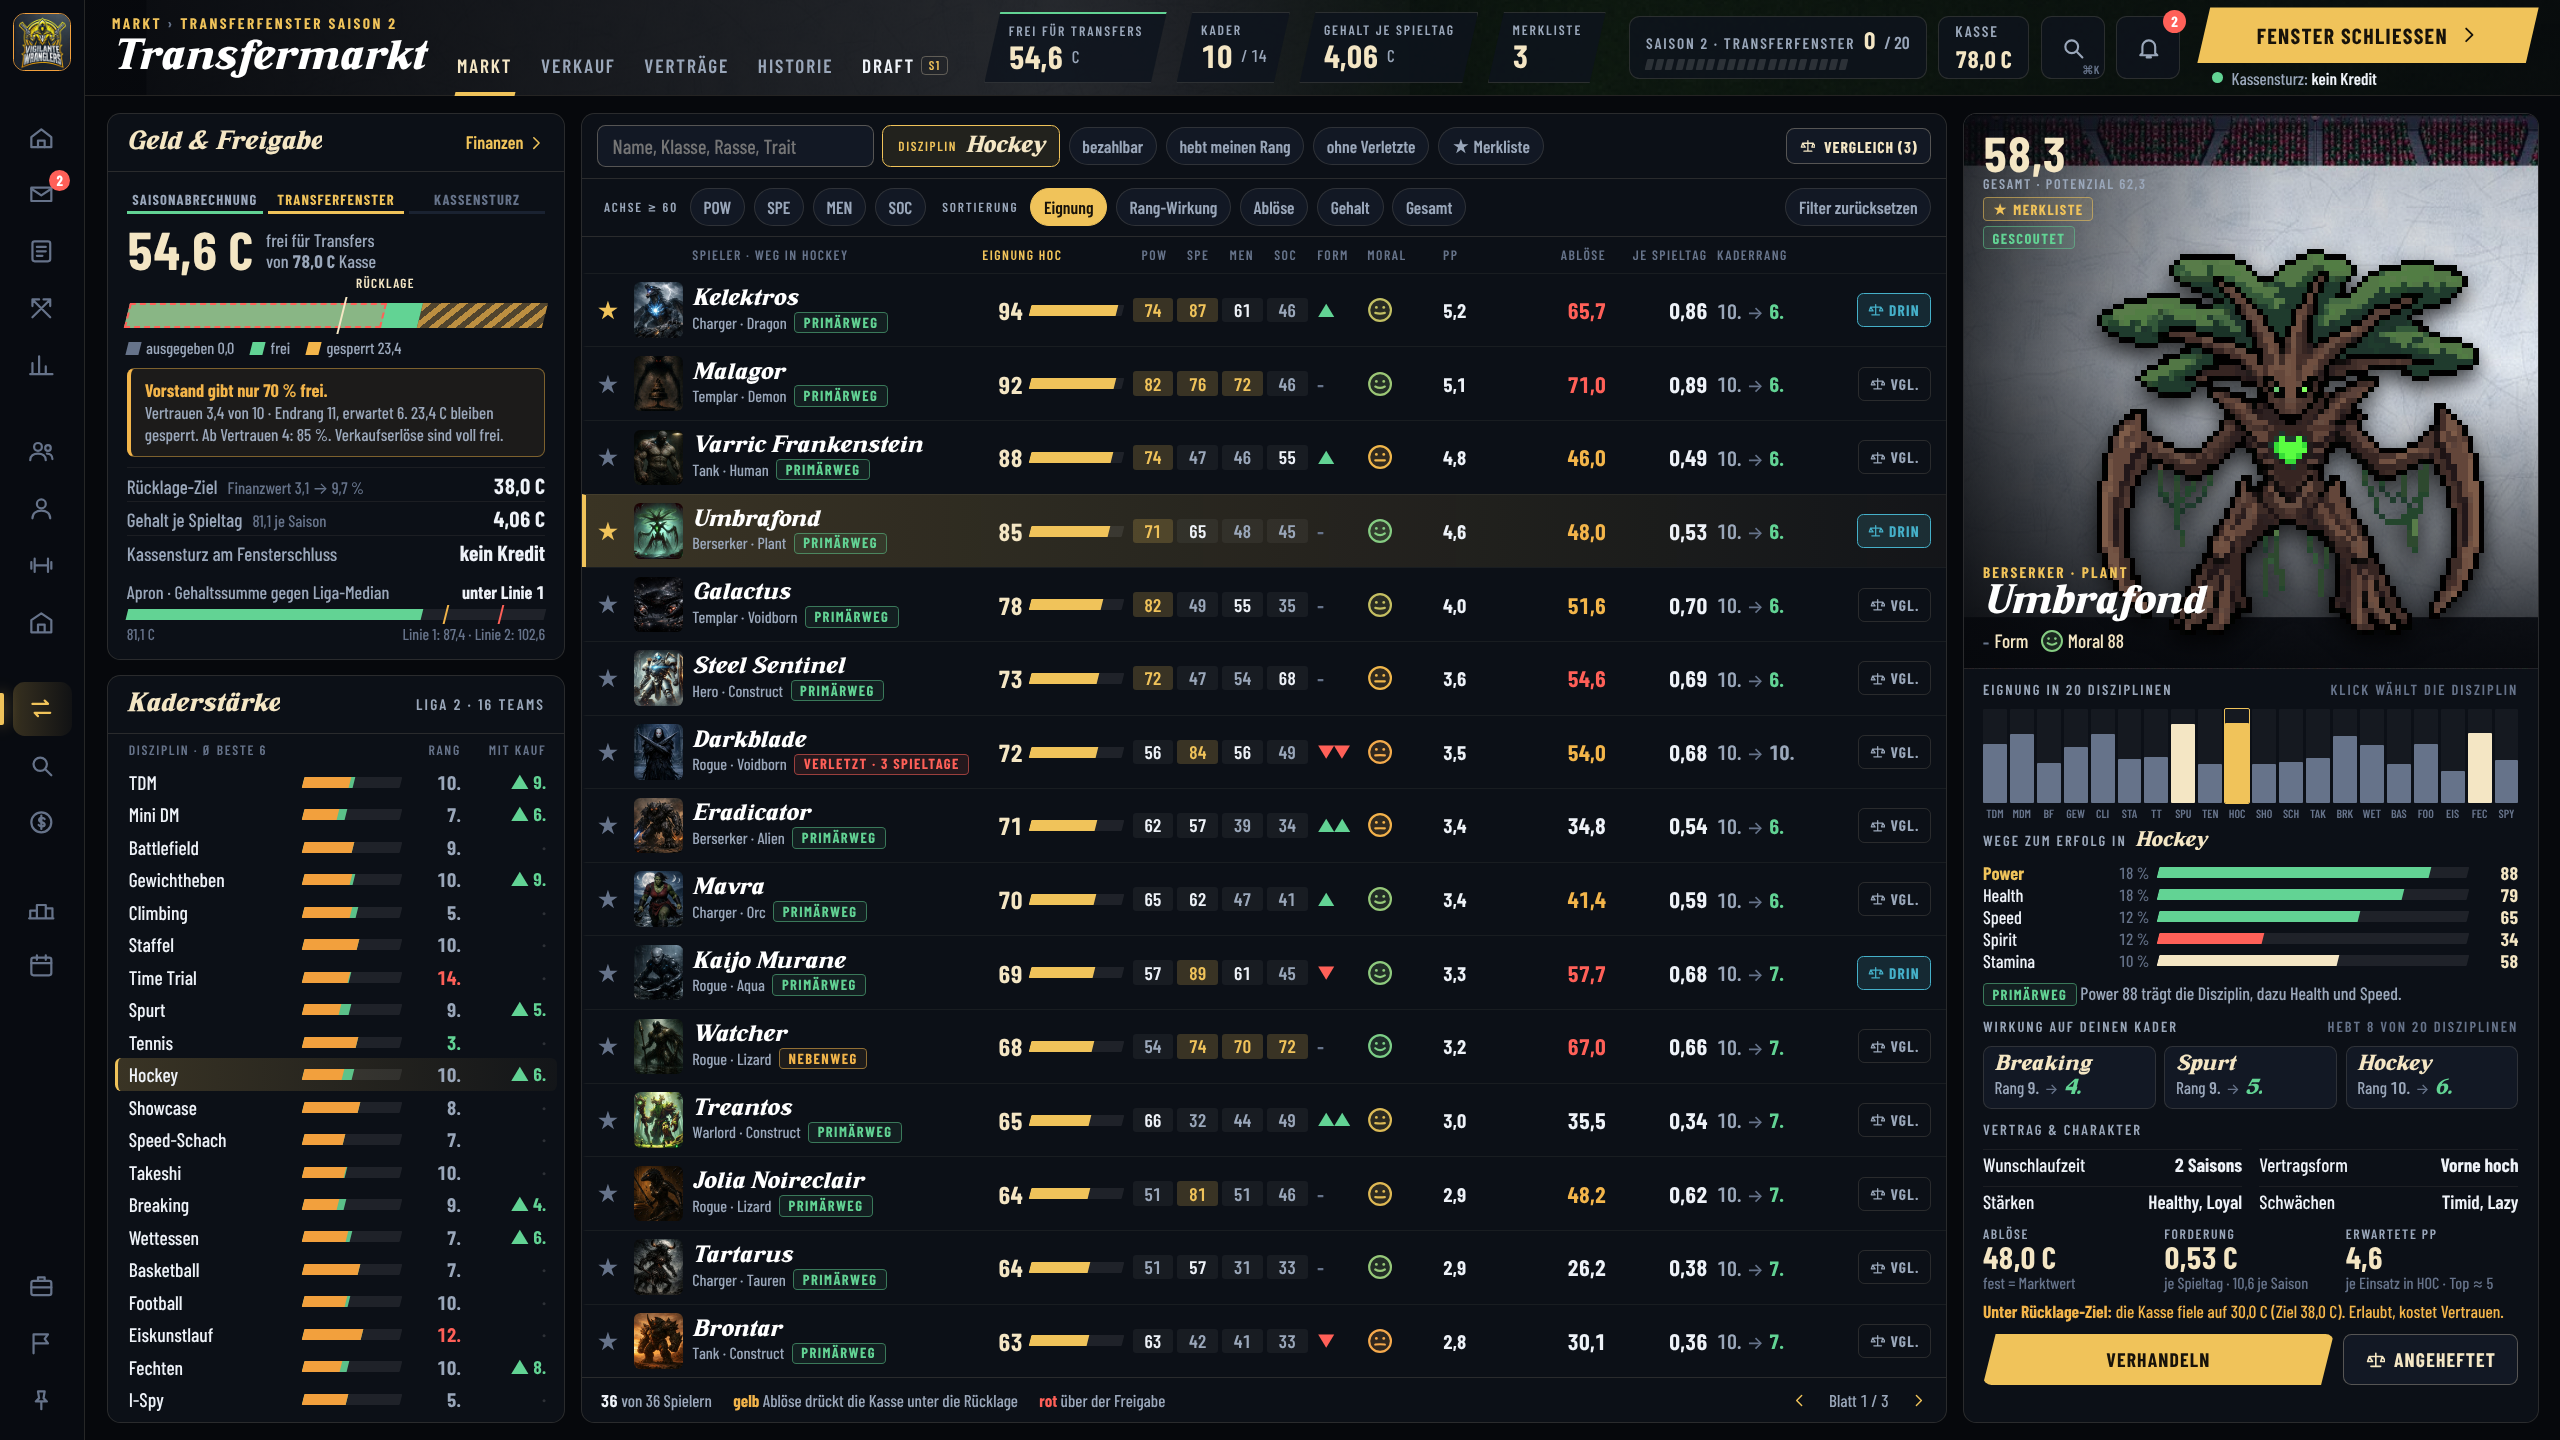 MARKT › TRANSFERFENSTER SAISON 2
Transfermarkt
MARKT VERKAUF VERTRÄGE HISTORIE DRAFT S1
FREI FÜR TRANSFERS
54,6 C
KADER
10 / 14
GEHALT JE SPIELTAG
4,06 C
MERKLISTE
3
SAISON 2 · TRANSFERFENSTER 0 / 20
KASSE
78,0 C
⌘K
2
FENSTER SCHLIESSEN
Kassensturz: kein Kredit
VIGILANTE
WRANGLERS
2
Geld & Freigabe
Finanzen
SAISONABRECHNUNG TRANSFERFENSTER KASSENSTURZ
54,6 C
frei für Transfers
von 78,0 C Kasse
RÜCKLAGE
ausgegeben 0,0 frei gesperrt 23,4
Vorstand gibt nur 70 % frei.
Vertrauen 3,4 von 10 · Endrang 11, erwartet 6. 23,4 C bleiben
gesperrt. Ab Vertrauen 4: 85 %. Verkaufserlöse sind voll frei.
Rücklage-Ziel Finanzwert 3,1 → 9,7 % 38,0 C
Gehalt je Spieltag 81,1 je Saison 4,06 C
Kassensturz am Fensterschluss kein Kredit
Apron · Gehaltssumme gegen Liga-Median unter Linie 1
81,1 C Linie 1: 87,4 · Linie 2: 102,6
Kaderstärke
LIGA 2 · 16 TEAMS
DISZIPLIN · Ø BESTE 6 RANG MIT KAUF
TDM 10. ▲ 9.
Mini DM 7. ▲ 6.
Battlefield 9. ·
Gewichtheben 10. ▲ 9.
Climbing 5. ·
Staffel 10. ·
Time Trial 14. ·
Spurt 9. ▲ 5.
Tennis 3. ·
Hockey 10. ▲ 6.
Showcase 8. ·
Speed-Schach 7. ·
Takeshi 10. ·
Breaking 9. ▲ 4.
Wettessen 7. ▲ 6.
Basketball 7. ·
Football 10. ·
Eiskunstlauf 12. ·
Fechten 10. ▲ 8.
I-Spy 5. ·
Name, Klasse, Rasse, Trait
DISZIPLIN Hockey
bezahlbar
hebt meinen Rang
ohne Verletzte
★ Merkliste
VERGLEICH (3)
ACHSE ≥ 60 POW SPE MEN SOC SORTIERUNG Eignung Rang-Wirkung Ablöse Gehalt Gesamt Filter zurücksetzen
SPIELER · WEG IN HOCKEY EIGNUNG HOC POW SPE MEN SOC FORM MORAL PP ABLÖSE JE SPIELTAG KADERRANG
★ Kelektros 94 74 87 61 46 ▲ 5,2 65,7 0,86 10. → 6. DRIN
Charger · Dragon PRIMÄRWEG
★ Malagor 92 82 76 72 46 - 5,1 71,0 0,89 10. → 6. VGL.
Templar · Demon PRIMÄRWEG
★ Varric Frankenstein 88 74 47 46 55 ▲ 4,8 46,0 0,49 10. → 6. VGL.
Tank · Human PRIMÄRWEG
★ Umbrafond 85 71 65 48 45 - 4,6 48,0 0,53 10. → 6. DRIN
Berserker · Plant PRIMÄRWEG
★ Galactus 78 82 49 55 35 - 4,0 51,6 0,70 10. → 6. VGL.
Templar · Voidborn PRIMÄRWEG
★ Steel Sentinel 73 72 47 54 68 - 3,6 54,6 0,69 10. → 6. VGL.
Hero · Construct PRIMÄRWEG
★ Darkblade 72 56 84 56 49 ▼▼ 3,5 54,0 0,68 10. → 10. VGL.
Rogue · Voidborn VERLETZT · 3 SPIELTAGE
★ Eradicator 71 62 57 39 34 ▲▲ 3,4 34,8 0,54 10. → 6. VGL.
Berserker · Alien PRIMÄRWEG
★ Mavra 70 65 62 47 41 ▲ 3,4 41,4 0,59 10. → 6. VGL.
Charger · Orc PRIMÄRWEG
★ Kaijo Murane 69 57 89 61 45 ▼ 3,3 57,7 0,68 10. → 7. DRIN
Rogue · Aqua PRIMÄRWEG
★ Watcher 68 54 74 70 72 - 3,2 67,0 0,66 10. → 7. VGL.
Rogue · Lizard NEBENWEG
★ Treantos 65 66 32 44 49 ▲▲ 3,0 35,5 0,34 10. → 7. VGL.
Warlord · Construct PRIMÄRWEG
★ Jolia Noireclair 64 51 81 51 46 - 2,9 48,2 0,62 10. → 7. VGL.
Rogue · Lizard PRIMÄRWEG
★ Tartarus 64 51 57 31 33 - 2,9 26,2 0,38 10. → 7. VGL.
Charger · Tauren PRIMÄRWEG
★ Brontar 63 63 42 41 33 ▼ 2,8 30,1 0,36 10. → 7. VGL.
Tank · Construct PRIMÄRWEG
36 von 36 Spielern gelb Ablöse drückt die Kasse unter die Rücklage rot über der Freigabe
Blatt 1 / 3
58,3
GESAMT · POTENZIAL 62,3
★ MERKLISTE
GESCOUTET
BERSERKER · PLANT
Umbrafond
- Form Moral 88
EIGNUNG IN 20 DISZIPLINEN KLICK WÄHLT DIE DISZIPLIN
TDM MDM BF GEW CLI STA TT SPU TEN HOC SHO SCH TAK BRK WET BAS FOO EIS FEC SPY
WEGE ZUM ERFOLG IN Hockey
Power 18 % 88
Health 18 % 79
Speed 12 % 65
Spirit 12 % 34
Stamina 10 % 58
PRIMÄRWEG Power 88 trägt die Disziplin, dazu Health und Speed.
WIRKUNG AUF DEINEN KADER HEBT 8 VON 20 DISZIPLINEN
Breaking
Rang 9. → 4.
Spurt
Rang 9. → 5.
Hockey
Rang 10. → 6.
VERTRAG & CHARAKTER
Wunschlaufzeit 2 Saisons Vertragsform Vorne hoch
Stärken Healthy, Loyal Schwächen Timid, Lazy
ABLÖSE FORDERUNG ERWARTETE PP
48,0 C 0,53 C 4,6
fest = Marktwert je Spieltag · 10,6 je Saison je Einsatz in HOC · Top ≈ 5
Unter Rücklage-Ziel: die Kasse fiele auf 30,0 C (Ziel 38,0 C). Erlaubt, kostet Vertrauen.
VERHANDELN
ANGEHEFTET